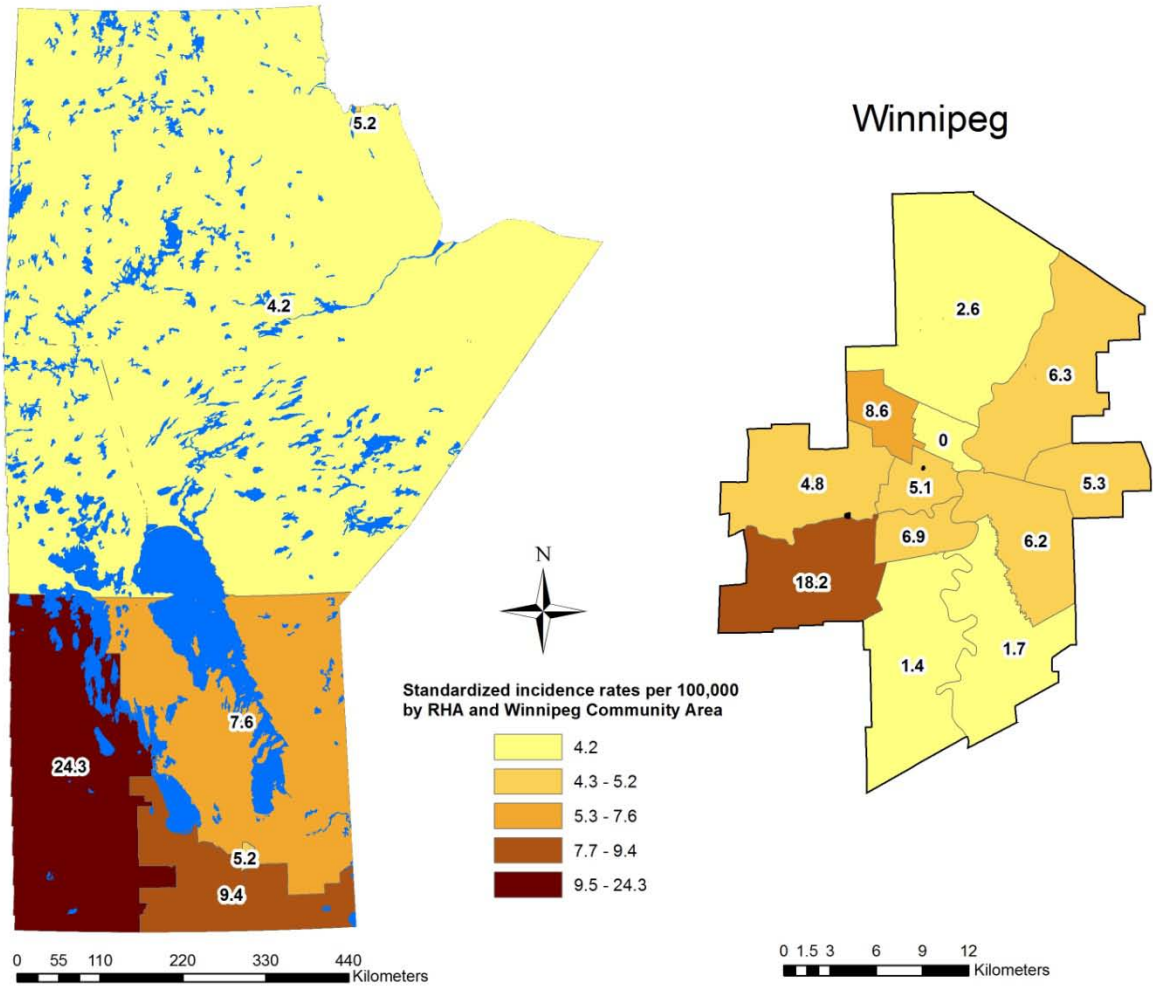 Winnipeg
5.2
4.2
7.6
24.3
5.2
9.4
N
Standardized incidence rates per 100,000
by RHA and Winnipeg Community Area
4.2
4.3 - 5.2
5.3 - 7.6
7.7 - 9.4
9.5 - 24.3
0 55 110 220 330 440
Kilometers
2.6
6.3
8.6
0
4.8
5.1
5.3
6.9
6.2
18.2
1.4
1.7
0 1.5 3 6 9 12
Kilometers